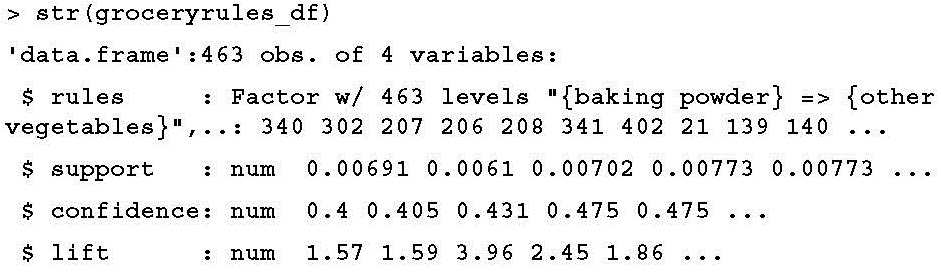 > str(groceryrules_df)
'data.frame':463 obs. of 4 variables:
$ rules : Factor w/ 463 levels "{baking powder} => {other
vegetables}",..: 340 302 207 206 208 341 402 21 139 140 ...
$ support : num 0.00691 0.0061 0.00702 0.00773 0.00773 ...
$ confidence: num 0.4 0.405 0.431 0.475 0.475 ...
$ lift : num 1.57 1.59 3.96 2.45 1.86 ...